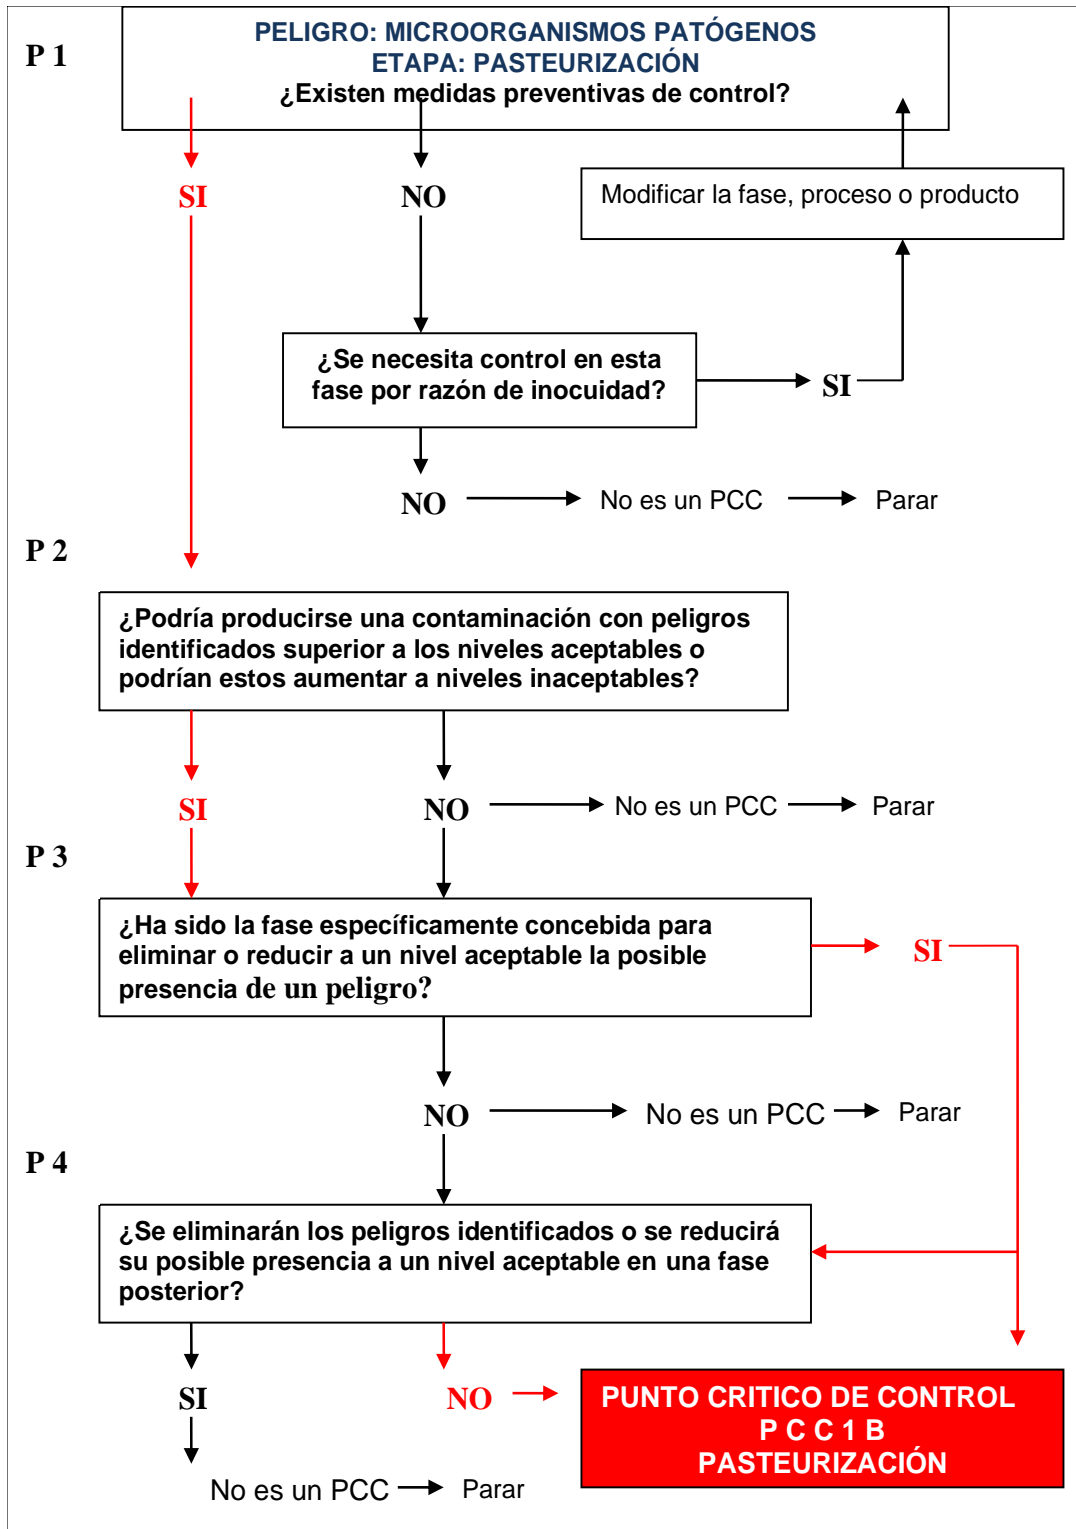 P 1
PELIGRO: MICROORGANISMOS PATÓGENOS
ETAPA: PASTEURIZACIÓN
¿Existen medidas preventivas de control?
SI
NO
Modificar la fase, proceso o producto
¿Se necesita control en esta
fase por razón de inocuidad?
SI
NO
No es un PCC
Parar
P 2
¿Podría producirse una contaminación con peligros
identificados superior a los niveles aceptables o
podrían estos aumentar a niveles inaceptables?
SI
NO
No es un PCC
Parar
P 3
¿Ha sido la fase específicamente concebida para
eliminar o reducir a un nivel aceptable la posible
presencia de un peligro?
SI
NO
No es un PCC
Parar
P 4
¿Se eliminarán los peligros identificados o se reducirá
su posible presencia a un nivel aceptable en una fase
posterior?
SI
NO
PUNTO CRITICO DE CONTROL
P C C 1 B
PASTEURIZACIÓN
No es un PCC
Parar